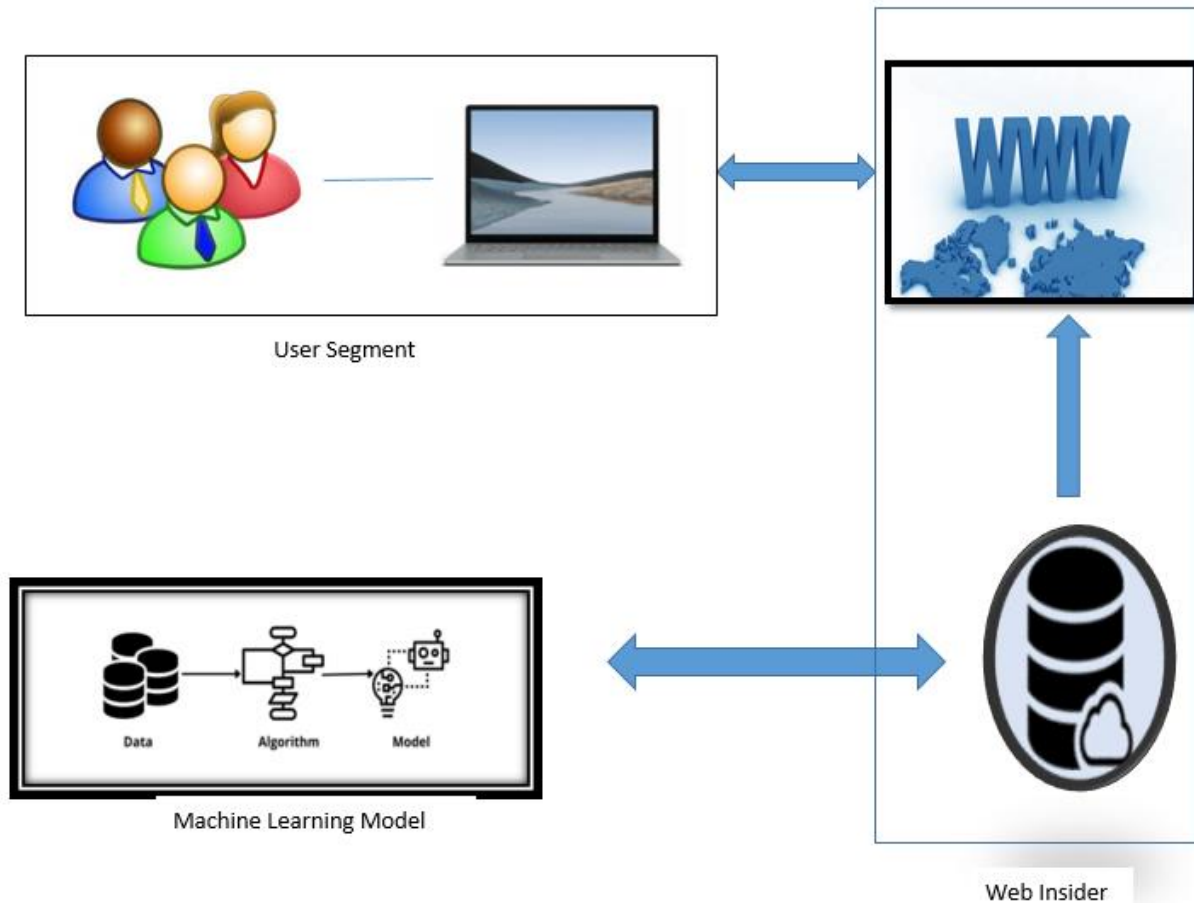 WWW
User Segment
Data Algorithm Model
Machine Learning Model
Web Insider